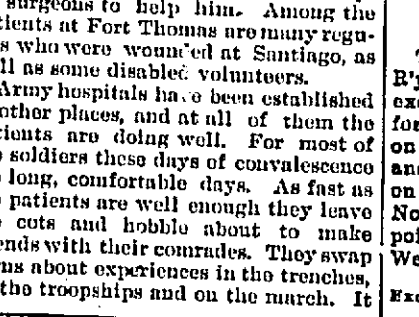 surgeons to help him. Among the
tients at Fort Thomas are many regu-
s who were wounded at Santiago, as
ll as some disabled volunteers.
Army hospitals have been established
other places, and at all of them the
tients are doing well. For most of
soldiers these days of convalescence
long, comfortable days. As fast as
patients are well enough they leave
cots and hobble about to make
ends with their comrades. They swap
rns about experiences in the trenches,
the troopships and on the march. It
R'y
exc
for
on
and
on
No
poi
We